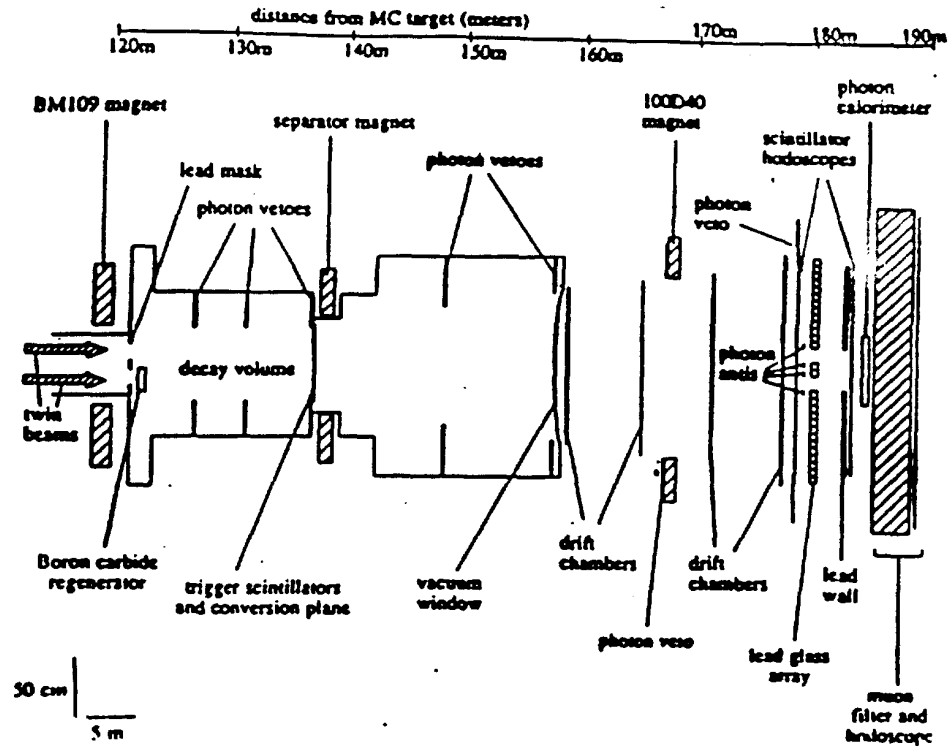 distance from MC target (meters)
120m 130m 140m 150m 160m 170m 180m 190m
BM109 magnet
separator magnet
100D40
magnet
photon
calorimeter
scintillator
hodoscopes
lead mask
photon vetoes
photon vetoes
photon
veto
decay volume
photon
antis
twin
beams
Boron carbide
regenerator
trigger scintillators
and conversion plane
vacuum
window
drift
chambers
photon veto
drift
chambers
lead
wall
lead glass
array
muon
filter and
hodoscope
50 cm
5 m